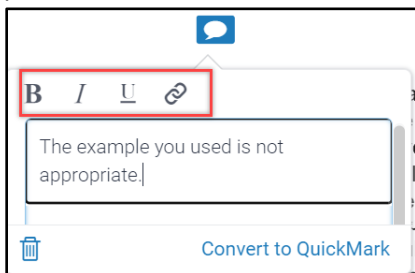 B I U
The example you used is not
appropriate.
Convert to QuickMark